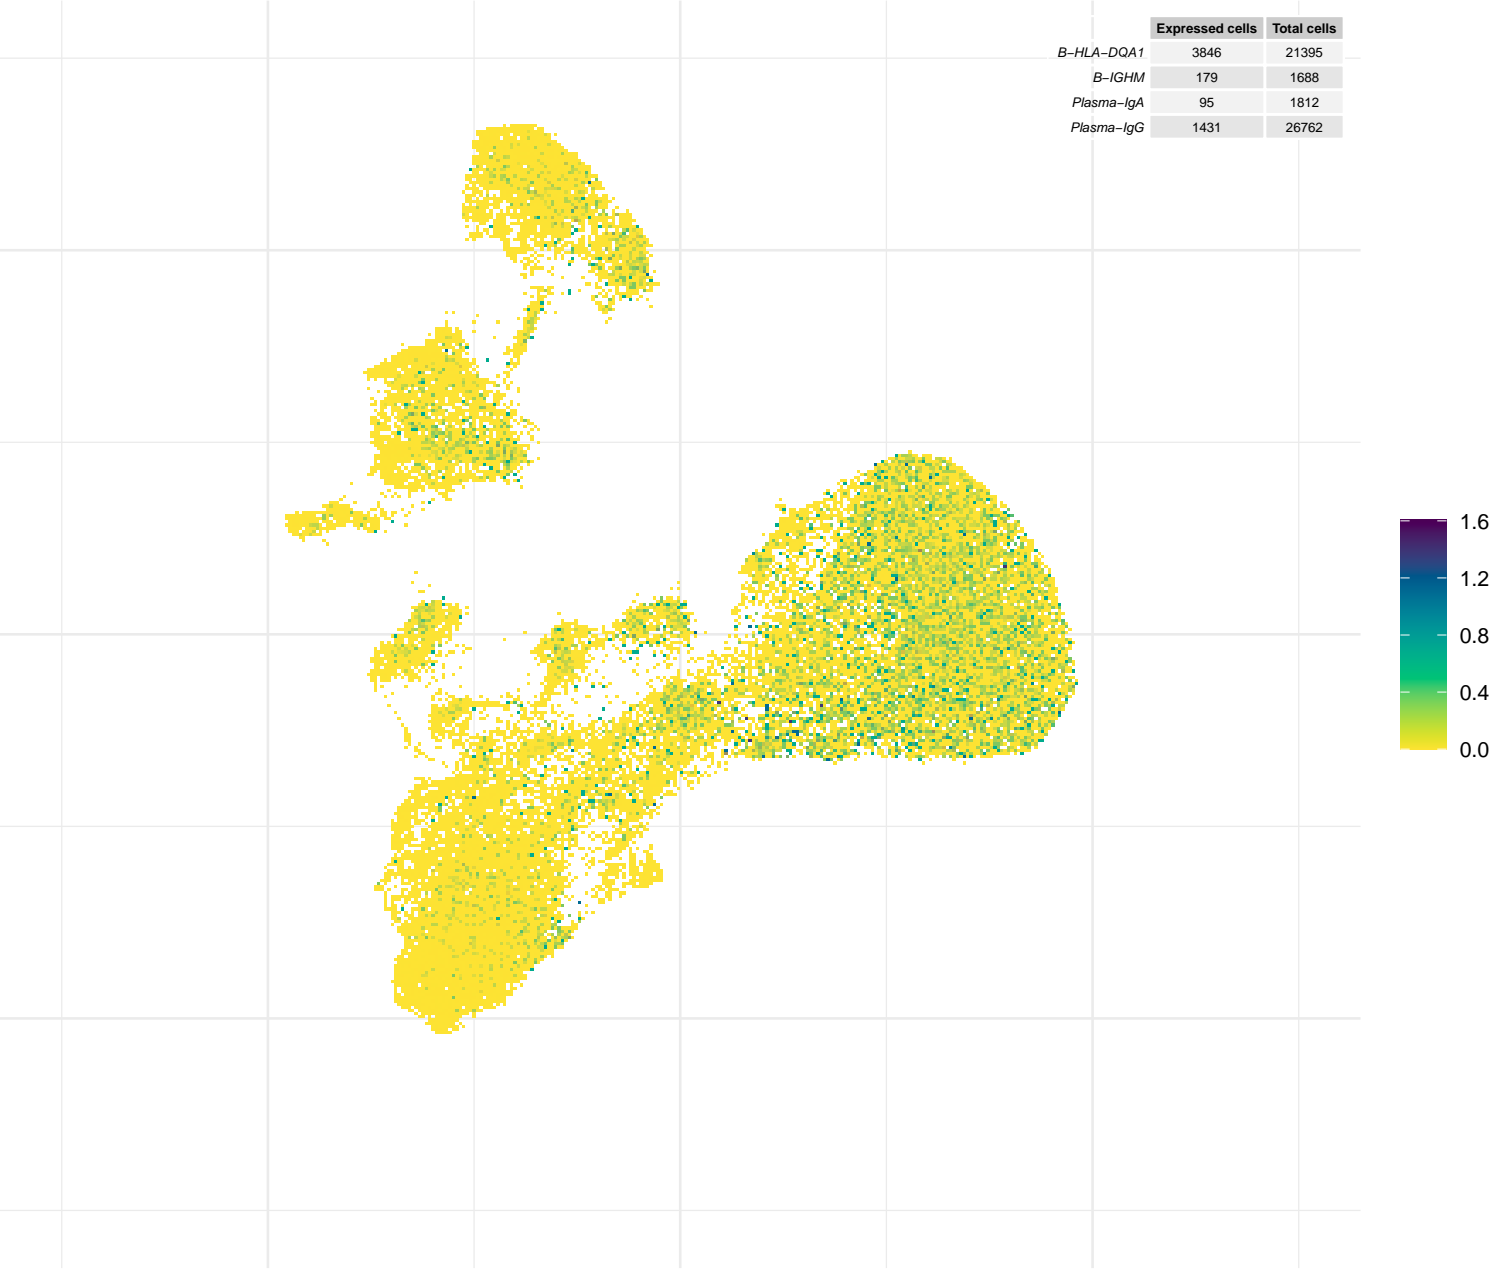 Expressed cells Total cells
B−HLA−DQA1 3846 21395
B−IGHM 179 1688
Plasma−IgA 95 1812
Plasma−IgG 1431 26762
1.6
1.2
0.8
0.4
0.0